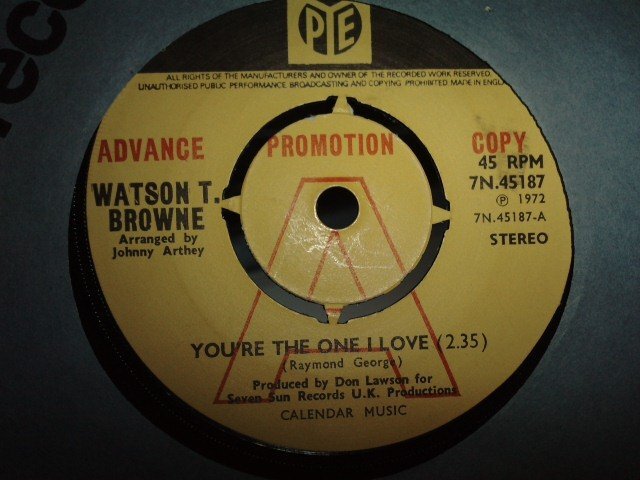 reco
PYE
ALL RIGHTS OF THE MANUFACTURERS AND OWNER OF THE RECORDED WORK RESERVED
UNAUTHORISED PUBLIC PERFORMANCE BROADCASTING AND COPYING PROHIBITED MADE IN ENG
ADVANCE PROMOTION COPY
45 RPM
7N.45187
Ⓟ 1972
7N.45187-A
STEREO
WATSON T.
BROWNE
Arranged by
Johnny Arthey
A
YOU'RE THE ONE I LOVE (2.35)
(Raymond George)
Produced by Don Lawson for
Seven Sun Records U.K. Productions
CALENDAR MUSIC